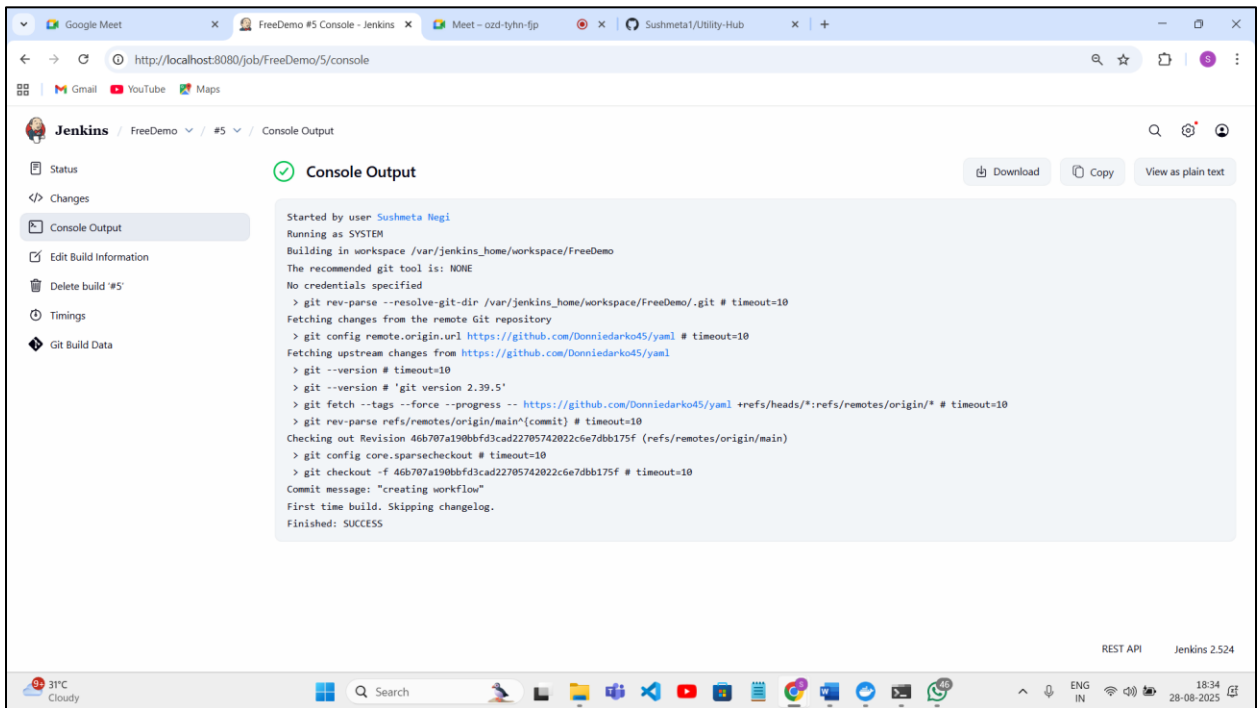 Google Meet
FreeDemo #5 Console - Jenkins
Meet – ozd-tyhn-fjp
Sushmeta1/Utility-Hub
http://localhost:8080/job/FreeDemo/5/console
S
Gmail
YouTube
Maps
Jenkins / FreeDemo / #5 / Console Output
Status
Changes
Console Output
Edit Build Information
Delete build '#5'
Timings
Git Build Data
Console Output
Download
Copy
View as plain text
Started by user Sushmeta Negi
Running as SYSTEM
Building in workspace /var/jenkins_home/workspace/FreeDemo
The recommended git tool is: NONE
No credentials specified
> git rev-parse --resolve-git-dir /var/jenkins_home/workspace/FreeDemo/.git # timeout=10
Fetching changes from the remote Git repository
> git config remote.origin.url https://github.com/Donniedarko45/yaml # timeout=10
Fetching upstream changes from https://github.com/Donniedarko45/yaml
> git --version # timeout=10
> git --version # 'git version 2.39.5'
> git fetch --tags --force --progress -- https://github.com/Donniedarko45/yaml +refs/heads/*:refs/remotes/origin/* # timeout=10
> git rev-parse refs/remotes/origin/main^{commit} # timeout=10
Checking out Revision 46b707a190bbfd3cad22705742022c6e7dbb175f (refs/remotes/origin/main)
> git config core.sparsecheckout # timeout=10
> git checkout -f 46b707a190bbfd3cad22705742022c6e7dbb175f # timeout=10
Commit message: "creating workflow"
First time build. Skipping changelog.
Finished: SUCCESS
REST API
Jenkins 2.524
9+
31°C
Cloudy
Search
46
ENG
IN
18:34
28-08-2025